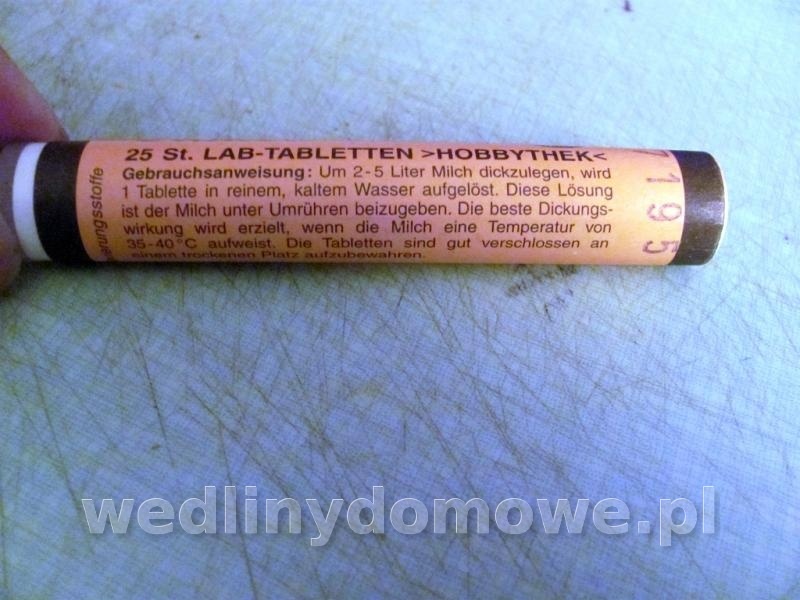 25 St. LAB-TABLETTEN >HOBBYTHEK<
Gebrauchsanweisung: Um 2-5 Liter Milch dickzulegen, wird
1 Tablette in reinem, kaltem Wasser aufgelöst. Diese Lösung
ist der Milch unter Umrühren beizugeben. Die beste Dickungs-
wirkung wird erzielt, wenn die Milch eine Temperatur von
35-40°C aufweist. Die Tabletten sind gut verschlossen an
einem trockenen Platz aufzubewahren.
195
wedlinydomowe.pl